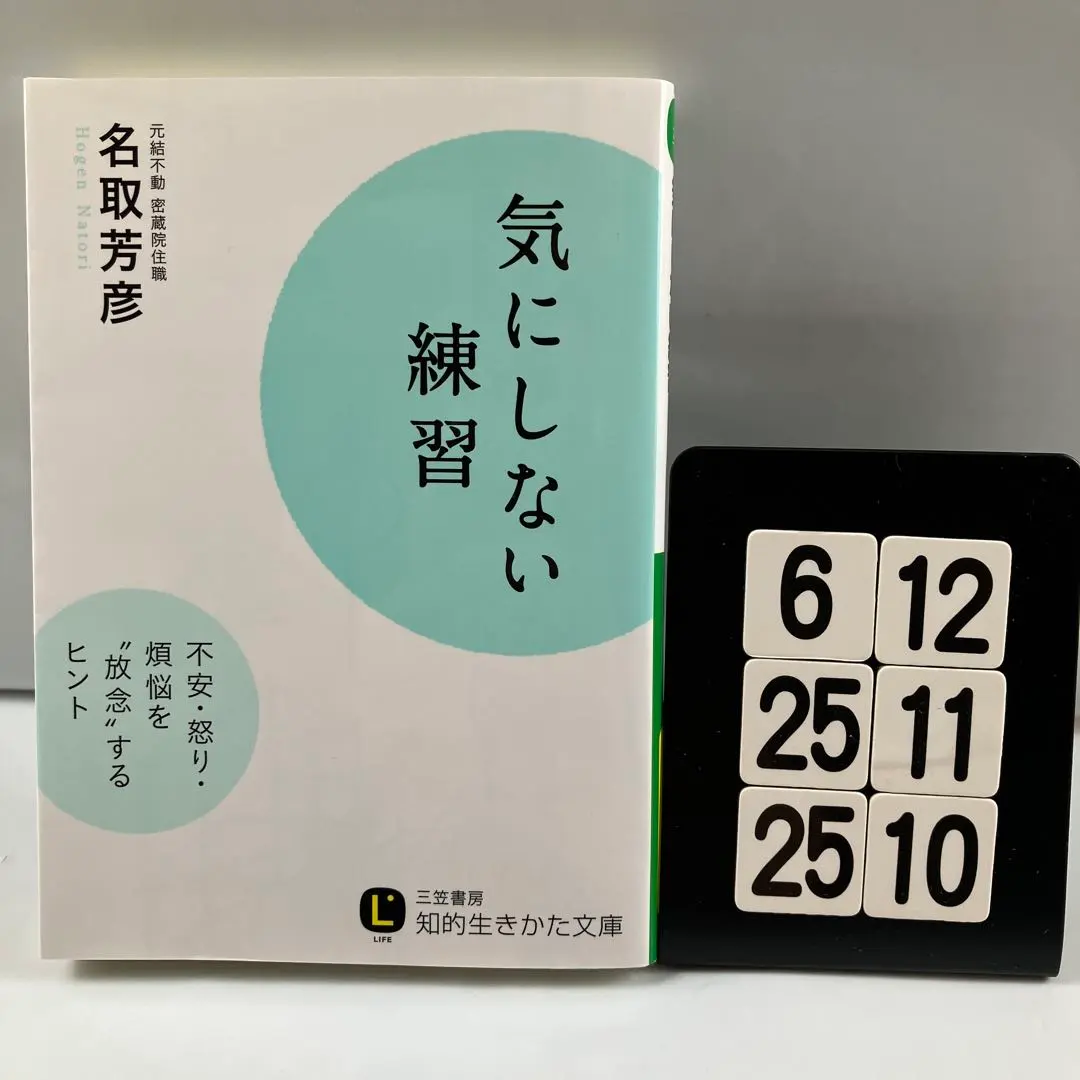 気にしない
練習
元結不動 密蔵院住職
名取芳彦
Hogen Natori
不安・怒り・
煩悩を
“放念”する
ヒント
L
LIFE
三笠書房
知的生きかた文庫
6 12
25 11
25 10